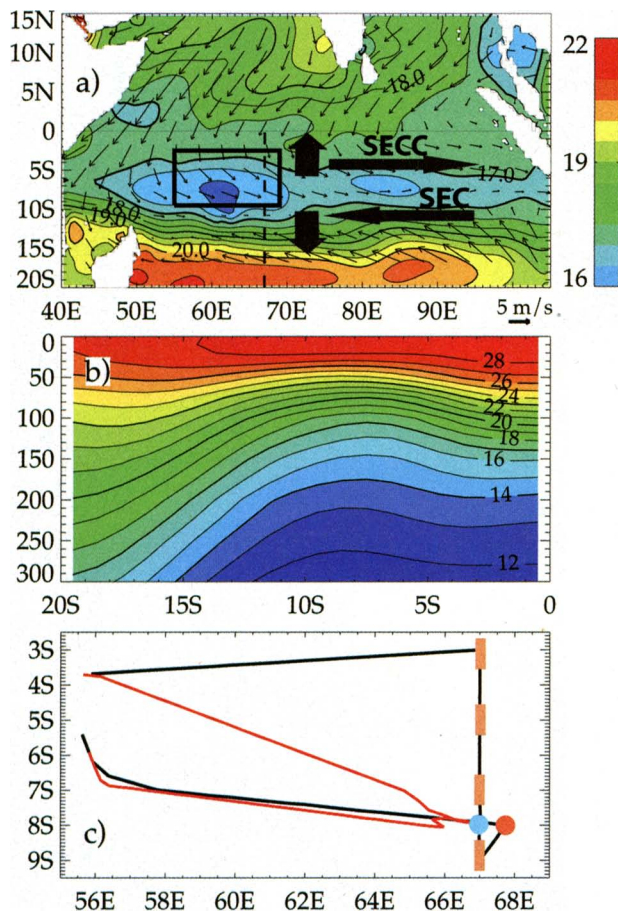 15N
10N
5N
0
5S
10S
15S
20S
a)
18.0
SECC
17.0
SEC
18
19.0
20.0
40E 50E 60E 70E 80E 90E 5 m/s
22
19
16
0
50
100
150
200
250
300
b)
28
26
24
22
20
18
16
14
12
20S 15S 10S 5S 0
3S
4S
5S
6S
7S
8S
9S
c)
56E 58E 60E 62E 64E 66E 68E